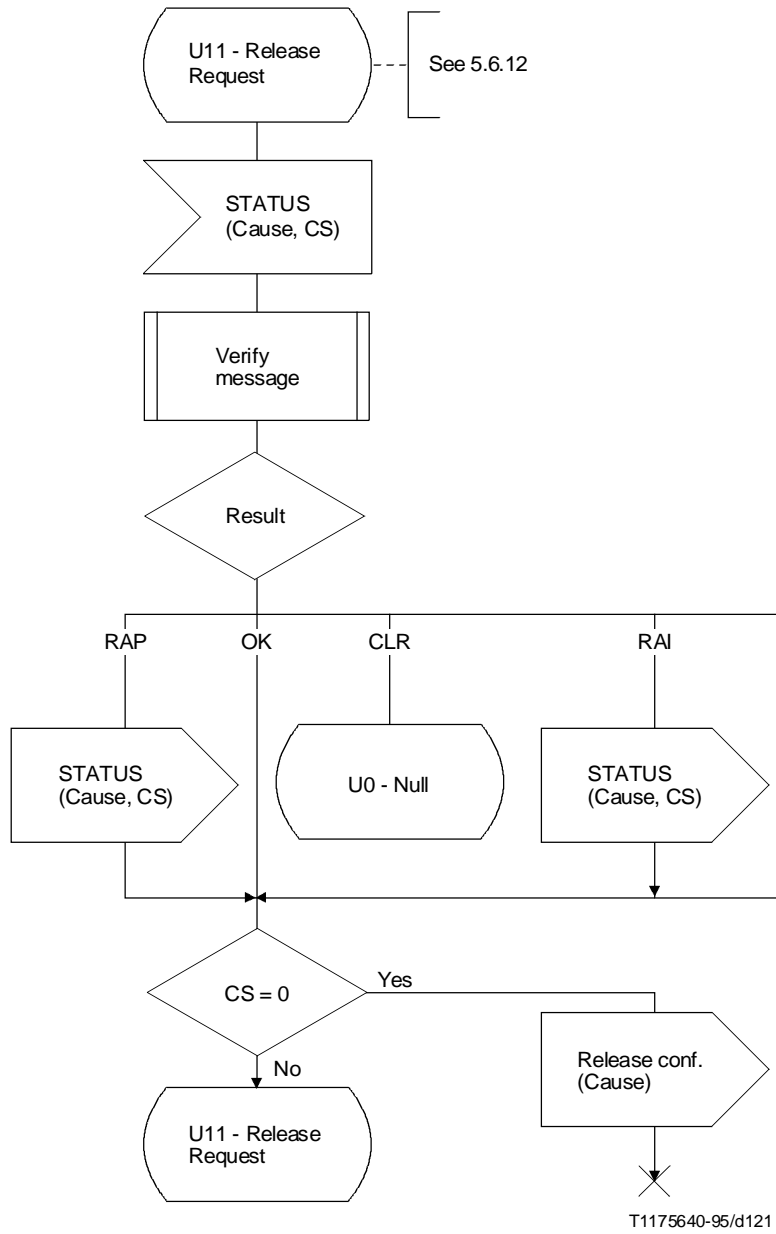 U11 - Release
Request
See 5.6.12
STATUS
(Cause, CS)
Verify
message
Result
RAP
OK
CLR
RAI
STATUS
(Cause, CS)
U0 - Null
STATUS
(Cause, CS)
CS = 0
Yes
No
Release conf.
(Cause)
U11 - Release
Request
T1175640-95/d121